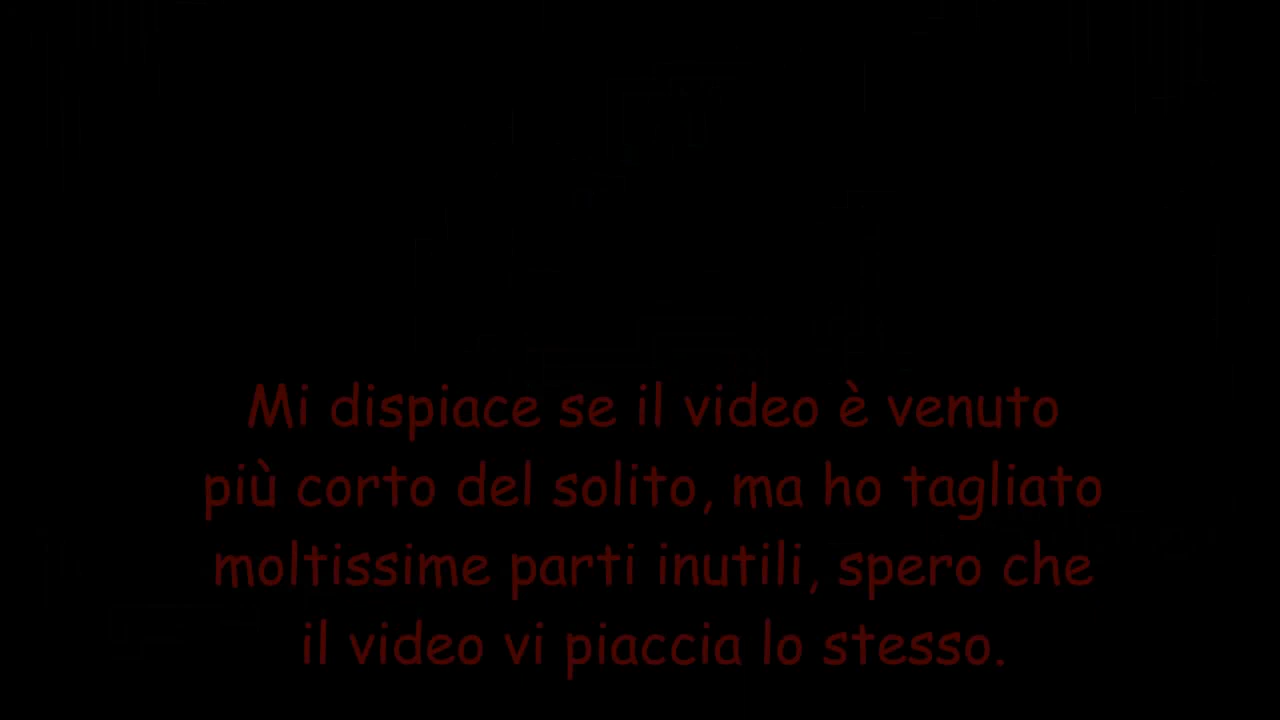 Mi dispiace se il video è venuto
più corto del solito, ma ho tagliato
moltissime parti inutili, spero che
il video vi piaccia lo stesso.